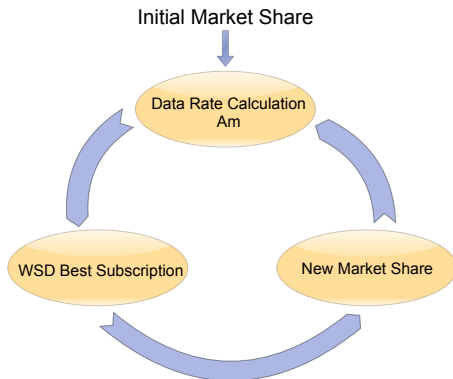 Initial Market Share
Data Rate Calculation
Am
WSD Best Subscription
New Market Share